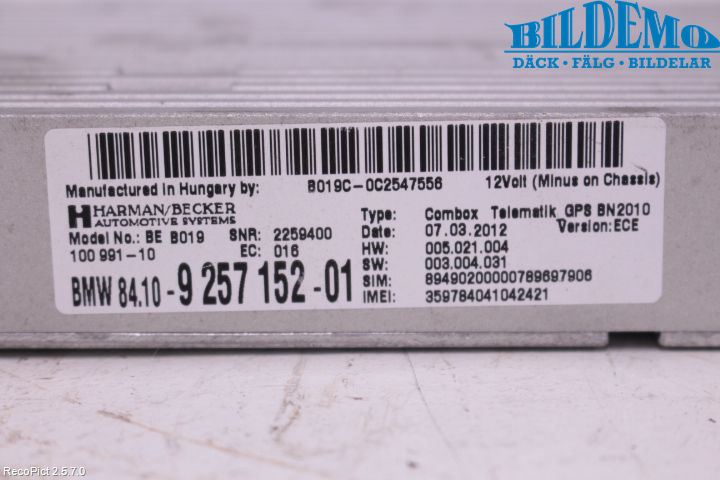 BILDEMO
DÄCK • FÄLG • BILDELAR
Manufactured in Hungary by: B019C-0C2547556 12Volt (Minus on Chassis)
HARMAN/BECKER
AUTOMOTIVE SYSTEMS
Type: Combox Telematik GPS BN2010
Model No.: BE B019 SNR: 2259400 Date: 07.03.2012 Version: ECE
100 991-10 EC: 016 HW: 005.021.004
SW: 003.004.031
BMW 84.10 - 9 257 152 - 01
SIM: 89490200000789697906
IMEI: 359784041042421
RecoPict 2.5.7.0